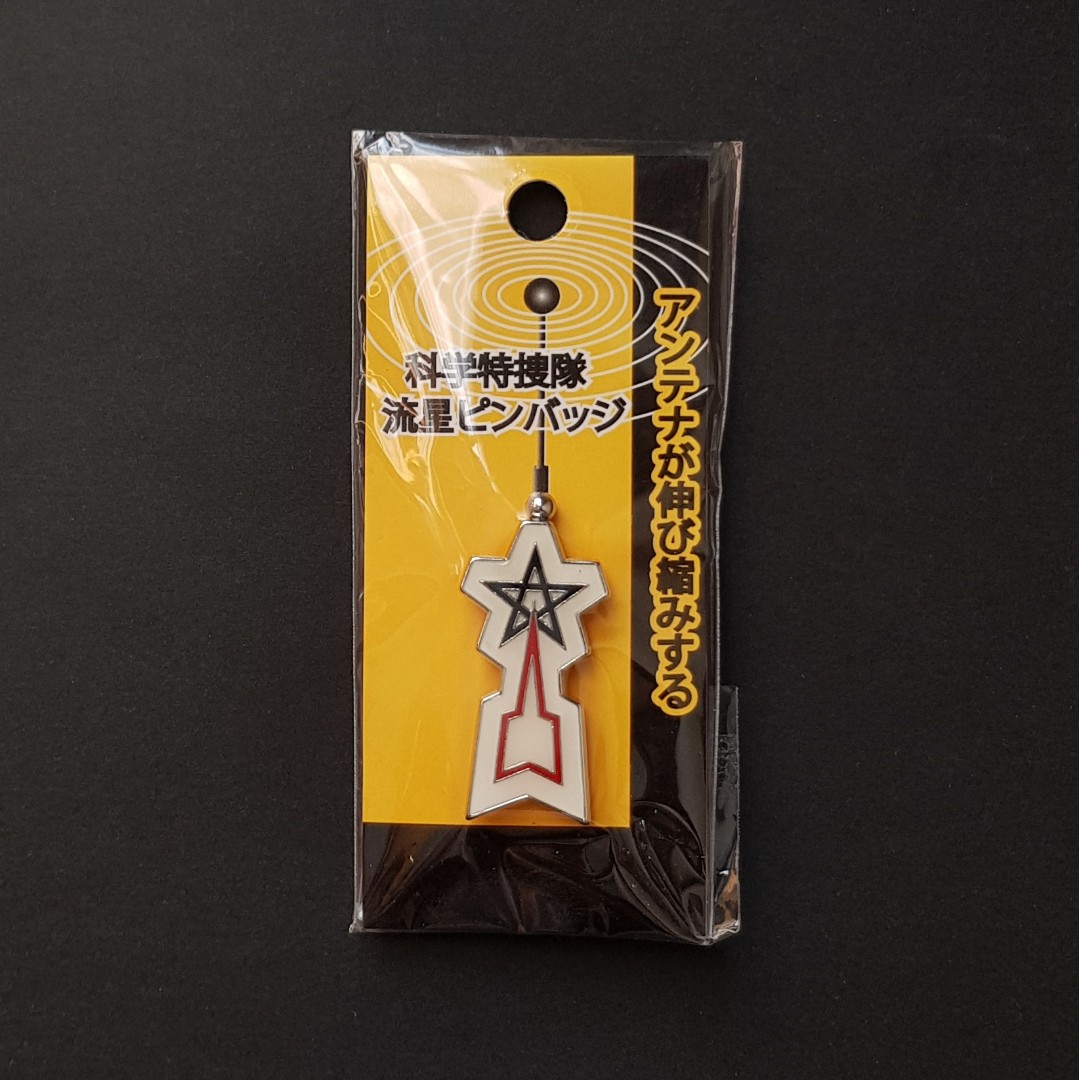 科学特捜隊
流星ピンバッジ
アンテナが伸び縮みする